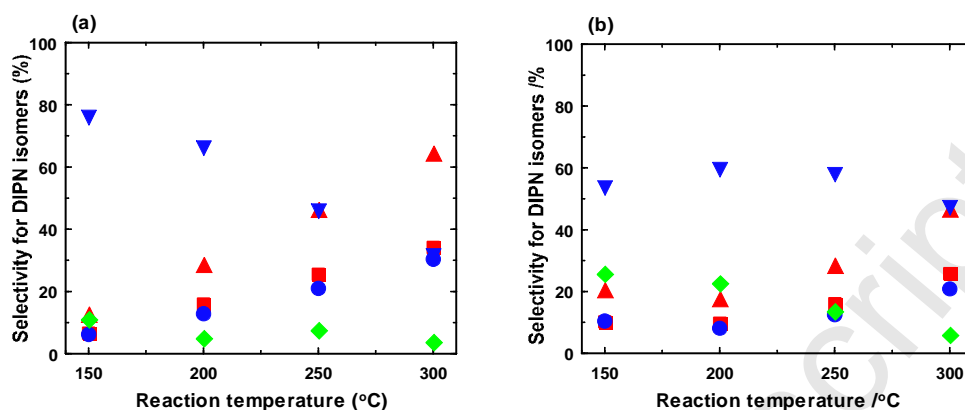 (a)
Selectivity for DIPN isomers (%)
100
80
60
40
20
0
150 200 250 300
Reaction temperature (°C)
(b)
Selectivity for DIPN isomers /%
100
80
60
40
20
0
150 200 250 300
Reaction temperature /°C
script